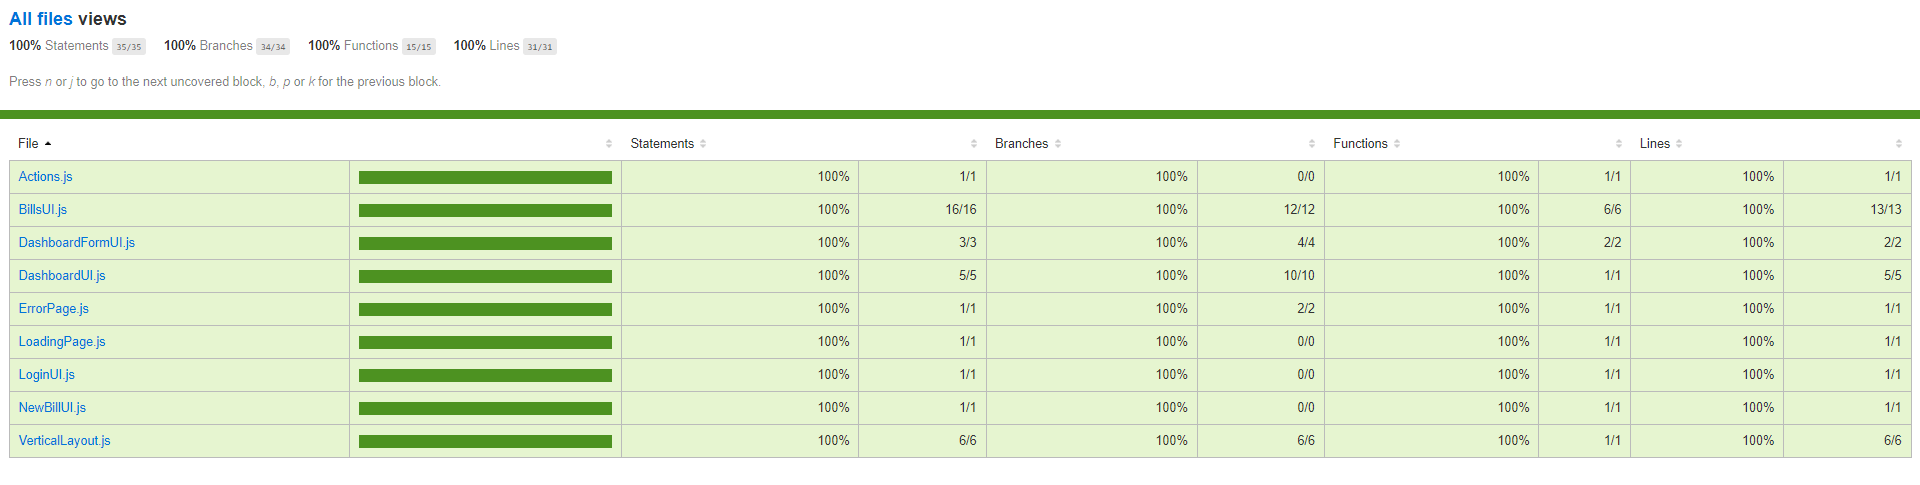 All files views
100% Statements 35/35 100% Branches 34/34 100% Functions 15/15 100% Lines 31/31
Press n or j to go to the next uncovered block, b, p or k for the previous block.
File Statements Branches Functions Lines
Actions.js 100% 1/1 100% 0/0 100% 1/1 100% 1/1
BillsUI.js 100% 16/16 100% 12/12 100% 6/6 100% 13/13
DashboardFormUI.js 100% 3/3 100% 4/4 100% 2/2 100% 2/2
DashboardUI.js 100% 5/5 100% 10/10 100% 1/1 100% 5/5
ErrorPage.js 100% 1/1 100% 2/2 100% 1/1 100% 1/1
LoadingPage.js 100% 1/1 100% 0/0 100% 1/1 100% 1/1
LoginUI.js 100% 1/1 100% 0/0 100% 1/1 100% 1/1
NewBillUI.js 100% 1/1 100% 0/0 100% 1/1 100% 1/1
VerticalLayout.js 100% 6/6 100% 6/6 100% 1/1 100% 6/6